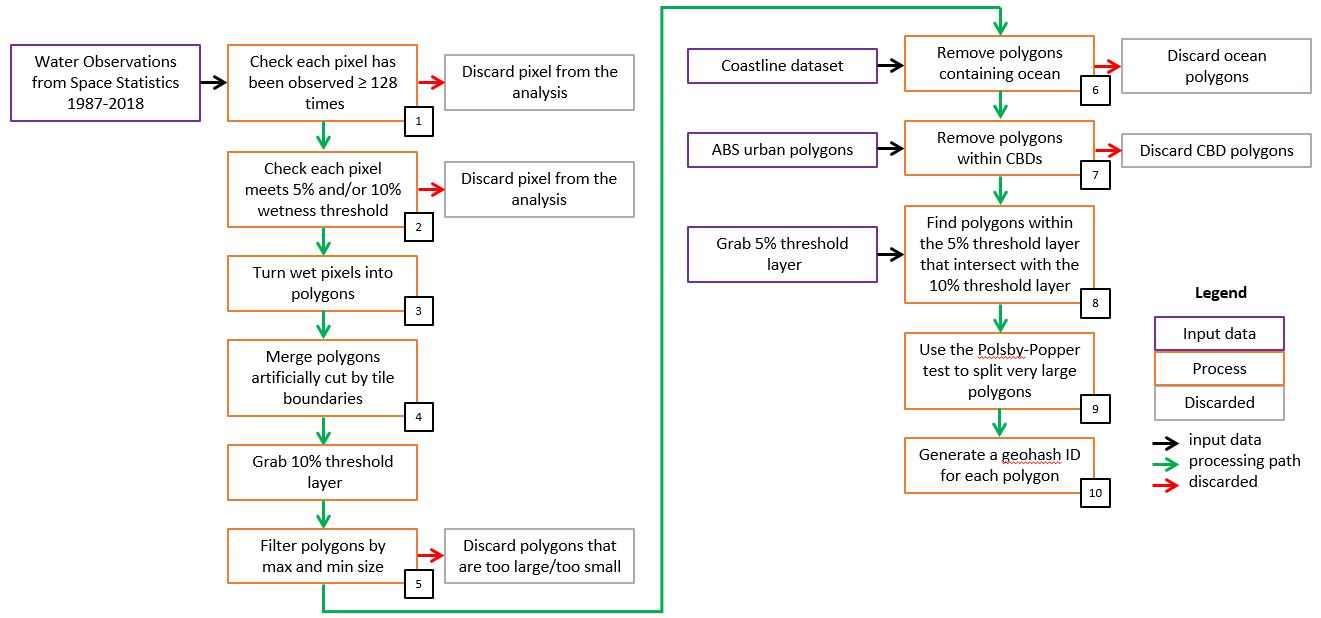 Water Observations
from Space Statistics
1987-2018
Check each pixel has
been observed ≥ 128
times
1
Discard pixel from the
analysis
Check each pixel
meets 5% and/or 10%
wetness threshold
2
Discard pixel from the
analysis
Turn wet pixels into
polygons
3
Merge polygons
artificially cut by tile
boundaries
4
Grab 10% threshold
layer
Filter polygons by
max and min size
5
Discard polygons that
are too large/too small
Coastline dataset
Remove polygons
containing ocean
6
Discard ocean
polygons
ABS urban polygons
Remove polygons
within CBDs
7
Discard CBD polygons
Grab 5% threshold
layer
Find polygons within
the 5% threshold layer
that intersect with the
10% threshold layer
8
Use the Polsby-Popper
test to split very large
polygons
9
Generate a geohash ID
for each polygon
10
Legend
Input data
Process
Discarded
input data
processing path
discarded